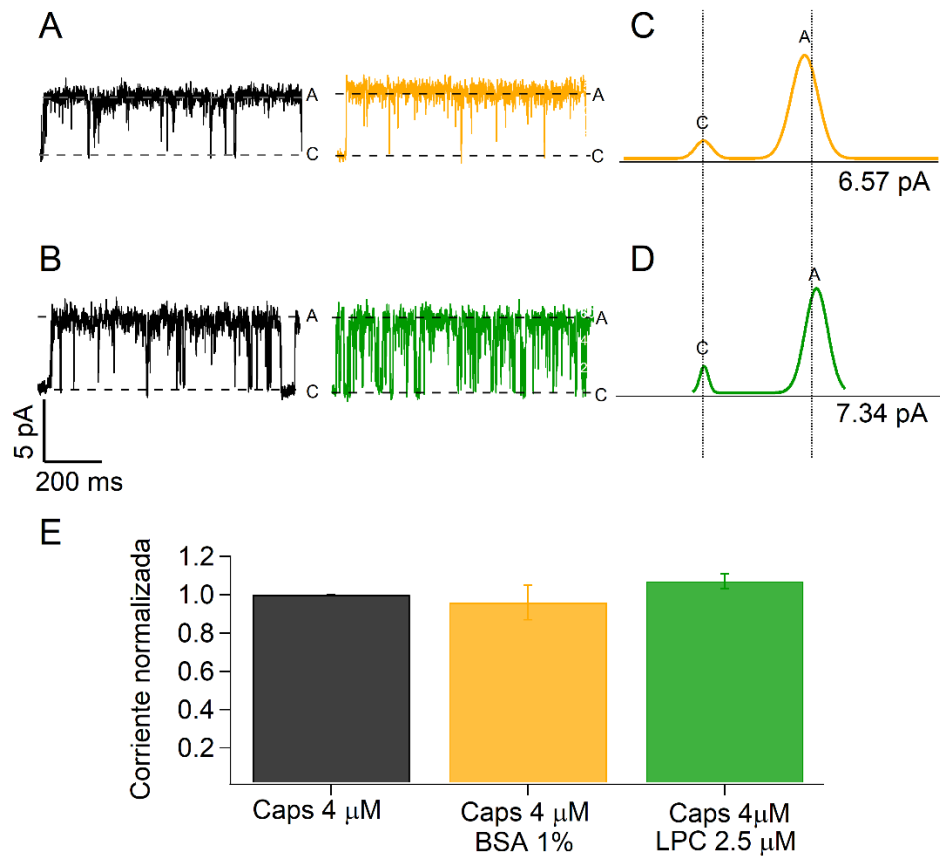 A
A
C
A
C
C
A
C
6.57 pA
B
A
C
4
2
A
C
D
A
C
7.34 pA
5 pA
200 ms
E
Corriente normalizada
1.2
1.0
0.8
0.6
0.4
0.2
Caps 4 μM
Caps 4 μM
BSA 1%
Caps 4μM
LPC 2.5 μM